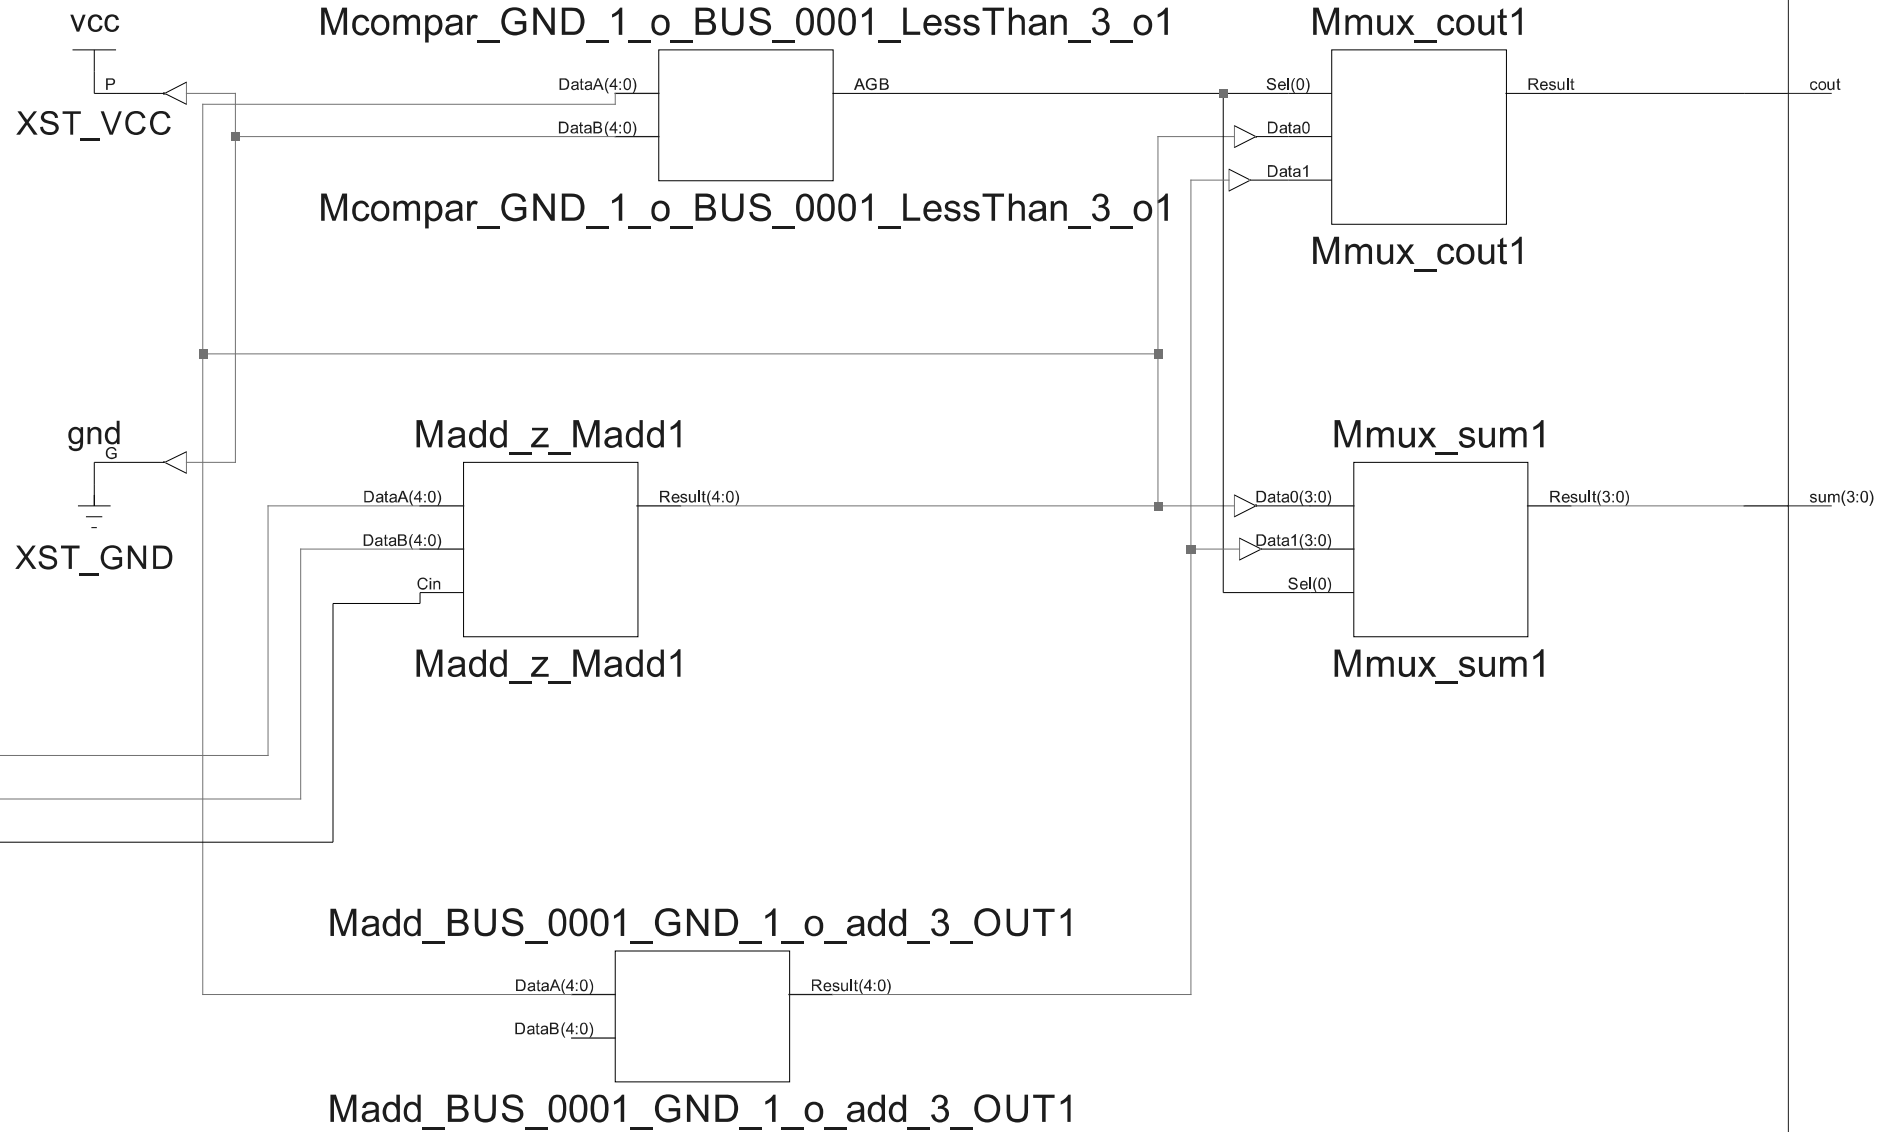 vcc
P
XST_VCC
Mcompar_GND_1_o_BUS_0001_LessThan_3_o1
DataA(4:0)
DataB(4:0)
AGB
Mcompar_GND_1_o_BUS_0001_LessThan_3_o1
Mmux_cout1
Sel(0)
Data0
Data1
Result
cout
Mmux_cout1
gnd
G
XST_GND
Madd_z_Madd1
DataA(4:0)
DataB(4:0)
Cin
Result(4:0)
Madd_z_Madd1
Mmux_sum1
Data0(3:0)
Data1(3:0)
Sel(0)
Result(3:0)
sum(3:0)
Mmux_sum1
Madd_BUS_0001_GND_1_o_add_3_OUT1
DataA(4:0)
DataB(4:0)
Result(4:0)
Madd_BUS_0001_GND_1_o_add_3_OUT1